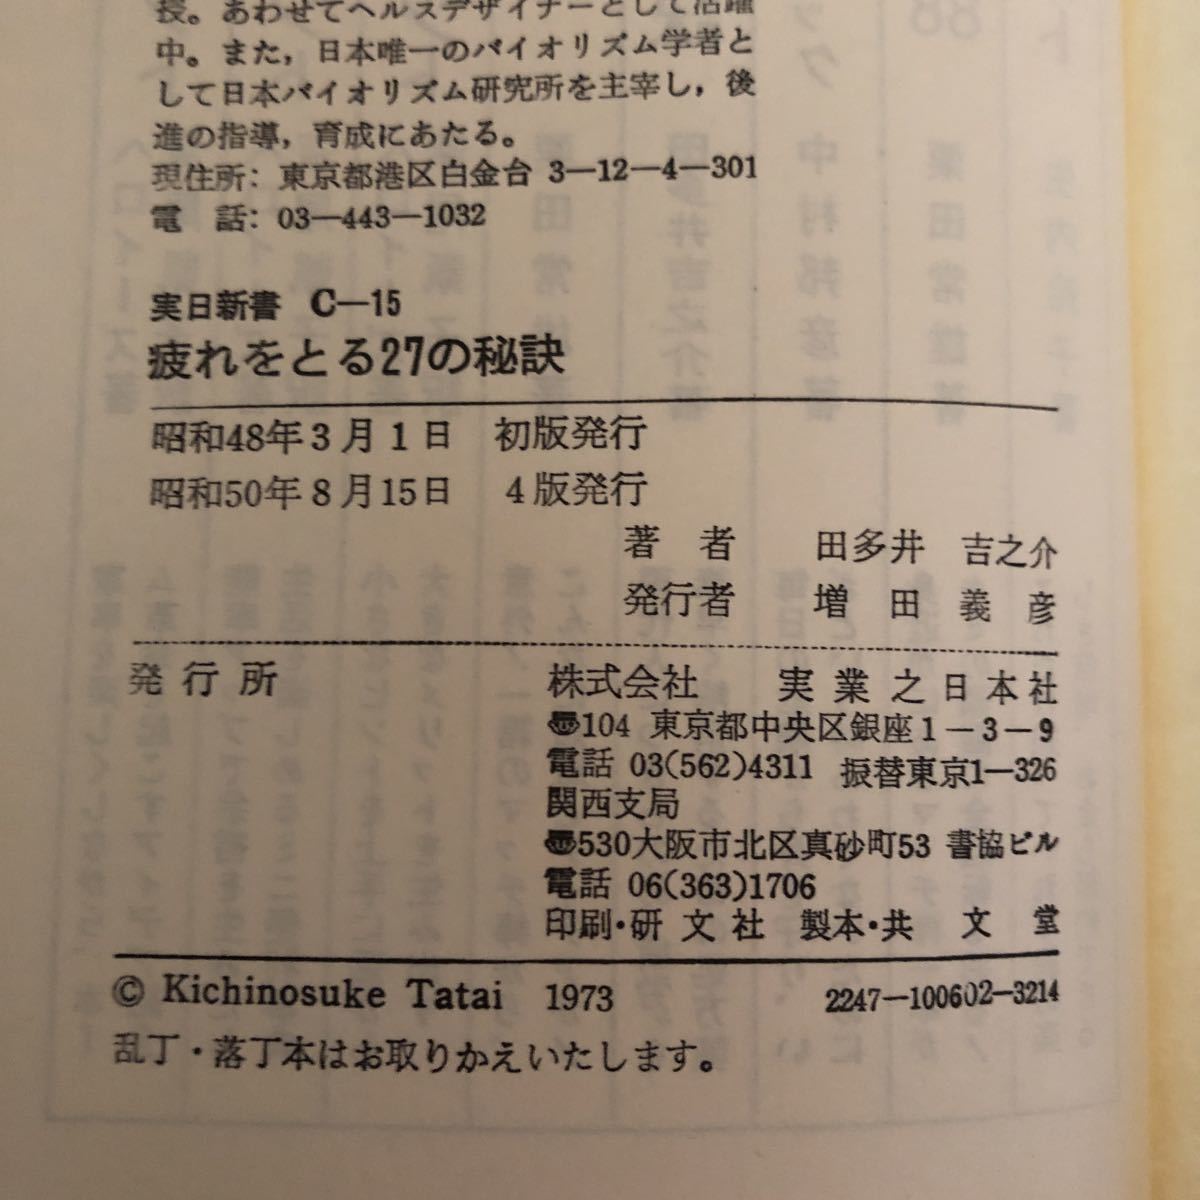 授。あわせてヘルスデザイナーとして活躍
中。また，日本唯一のバイオリズム学者と
して日本バイオリズム研究所を主宰し，後
進の指導，育成にあたる。
現住所：東京都港区白金台 3―12―4―301
電　話：03―443―1032
実日新書　C―15
疲れをとる27の秘訣
昭和48年3月1日　初版発行
昭和50年8月15日　4版発行
著　者　田多井　吉之介
発行者　増　田　義　彦
発行所　株式会社　実業之日本社
〠104 東京都中央区銀座1－3－9
電話 03(562)4311 振替東京1―326
関西支局
〠530大阪市北区真砂町53 書協ビル
電話 06(363)1706
印刷・研 文 社　製本・共　文　堂
© Kichinosuke Tatai 1973　2247―100602―3214
乱丁・落丁本はお取りかえいたします。